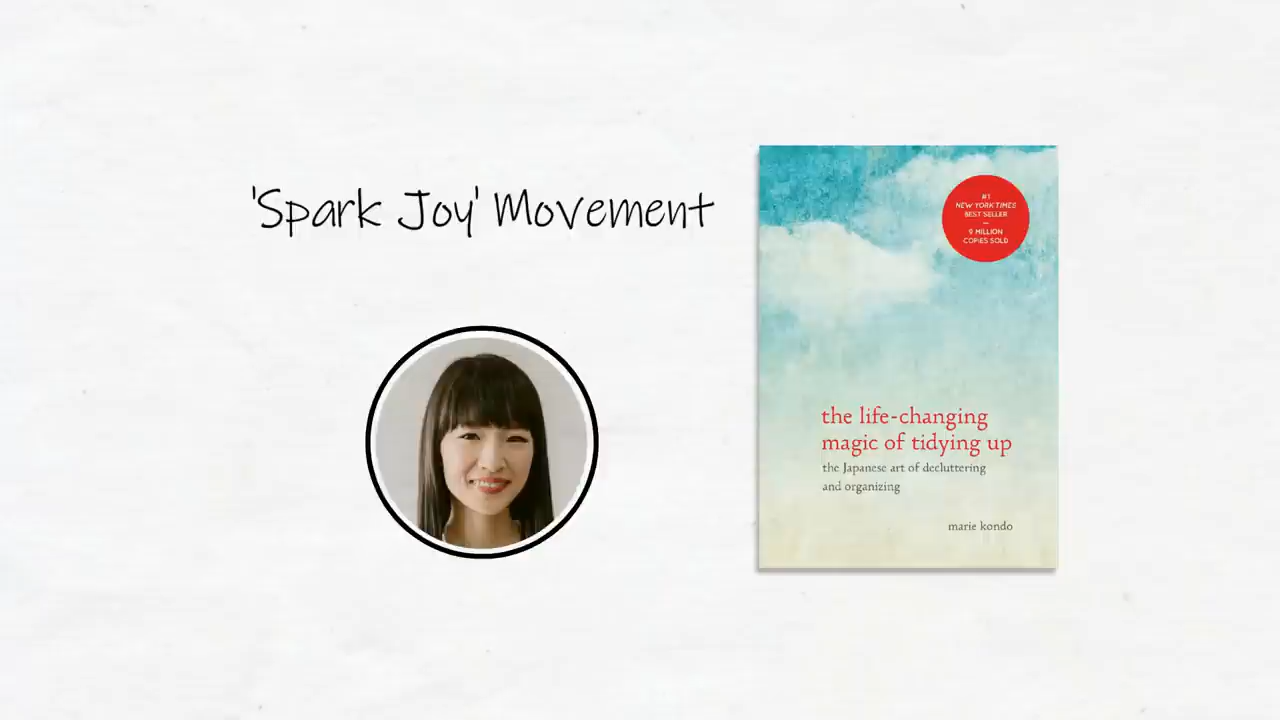 'Spark Joy' Movement
#1
NEW YORK TIMES
BEST SELLER
—
9 MILLION
COPIES SOLD
the life-changing
magic of tidying up
the Japanese art of decluttering
and organizing
marie kondo